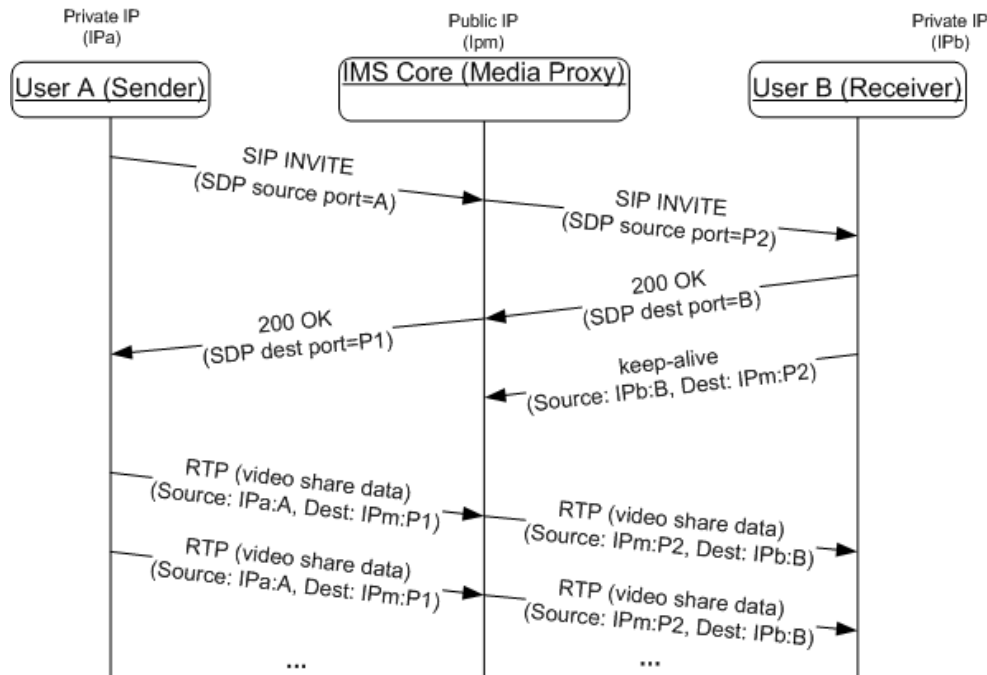 Private IP
(IPa)
Public IP
(Ipm)
Private IP
(IPb)
User A (Sender)
IMS Core (Media Proxy)
User B (Receiver)
SIP INVITE
(SDP source port=A)
SIP INVITE
(SDP source port=P2)
200 OK
(SDP dest port=B)
200 OK
(SDP dest port=P1)
keep-alive
(Source: IPb:B, Dest: IPm:P2)
RTP (video share data)
(Source: IPa:A, Dest: IPm:P1)
RTP (video share data)
(Source: IPm:P2, Dest: IPb:B)
RTP (video share data)
(Source: IPa:A, Dest: IPm:P1)
RTP (video share data)
(Source: IPm:P2, Dest: IPb:B)
...
...